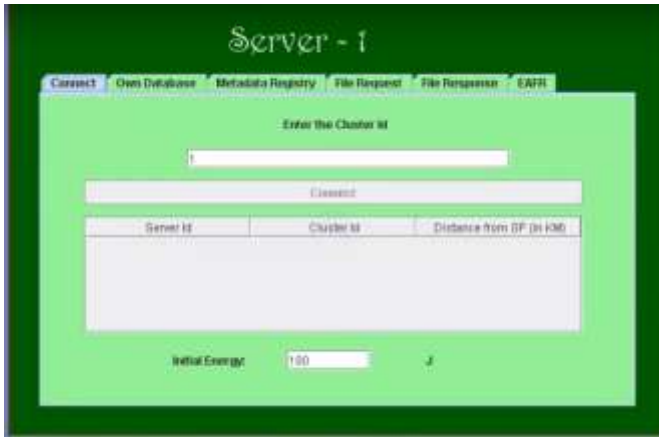 Server - 1
Connect Own Database Metadata Registry File Request File Response EAFR
Enter the Cluster Id
1
Connect
Server Id Cluster Id Distance from BF (in KM)
Initial Energy: 100 J